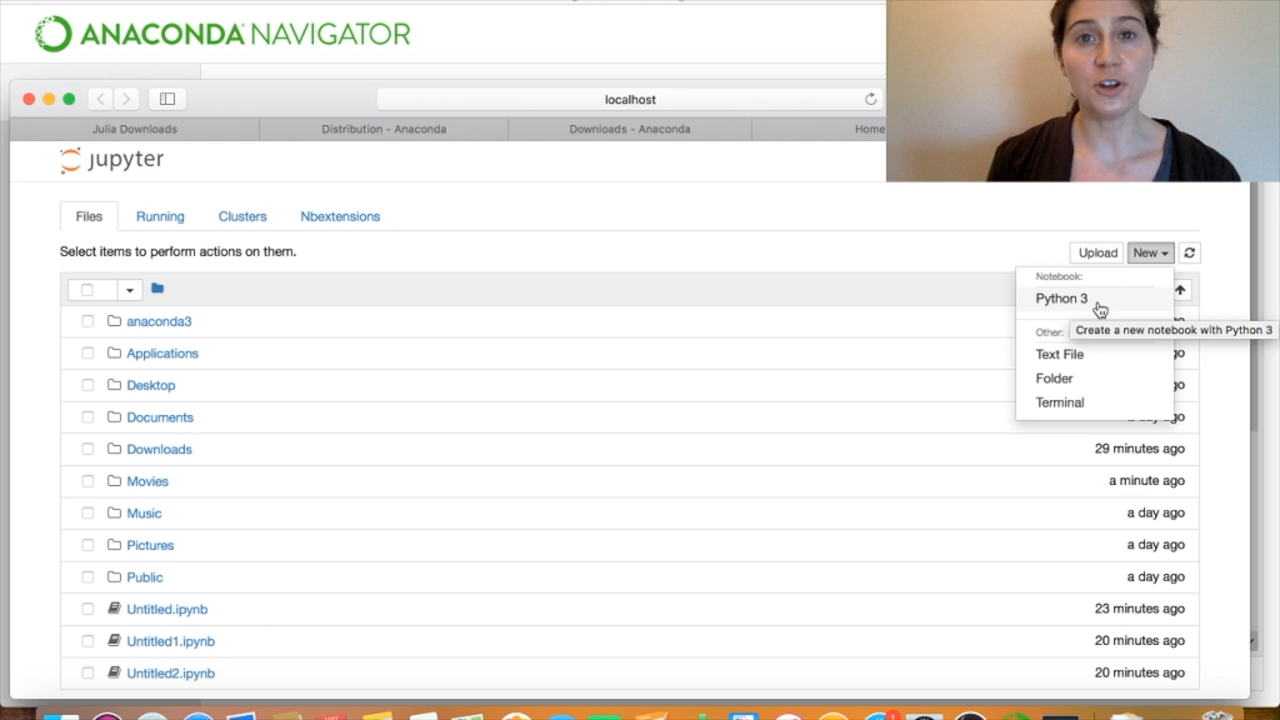 ANACONDA NAVIGATOR
localhost
Julia Downloads
Distribution - Anaconda
Downloads - Anaconda
Home
jupyter
Files
Running
Clusters
Nbextensions
Select items to perform actions on them.
Upload
New
Notebook:
Python 3
Create a new notebook with Python 3
Other:
Text File
Folder
Terminal
anaconda3
Applications
Desktop
Documents
Downloads
29 minutes ago
Movies
a minute ago
Music
a day ago
Pictures
a day ago
Public
a day ago
Untitled.ipynb
23 minutes ago
Untitled1.ipynb
20 minutes ago
Untitled2.ipynb
20 minutes ago